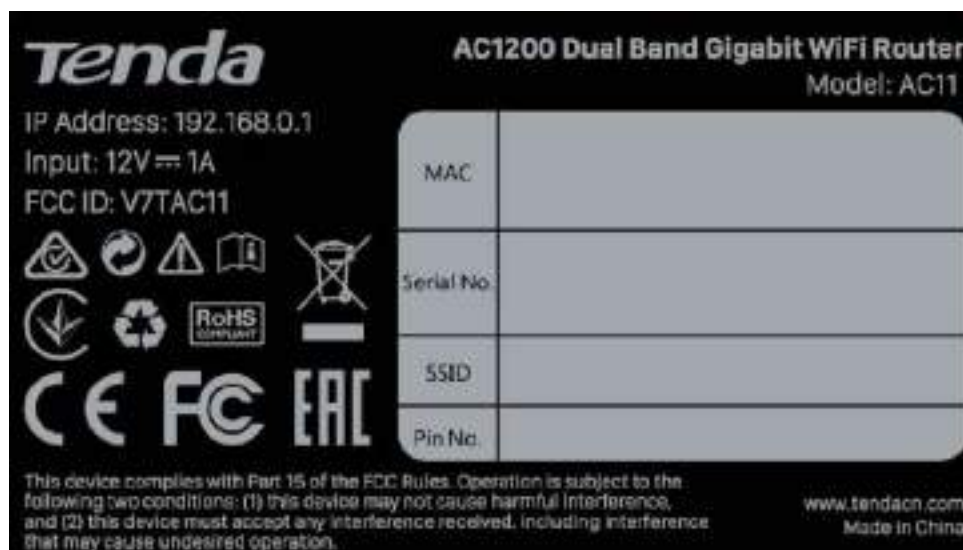 Tenda
AC1200 Dual Band Gigabit WiFi Router
Model: AC11
IP Address: 192.168.0.1
Input: 12V⎓1A
FCC ID: V7TAC11
RoHS
COMPLIANT
CE FC EAC
MAC
Serial No.
SSID
Pin No.
This device complies with Part 15 of the FCC Rules. Operation is subject to the
following two conditions: (1) this device may not cause harmful interference,
and (2) this device must accept any interference received, including interference
that may cause undesired operation.
www.tendacn.com
Made in China